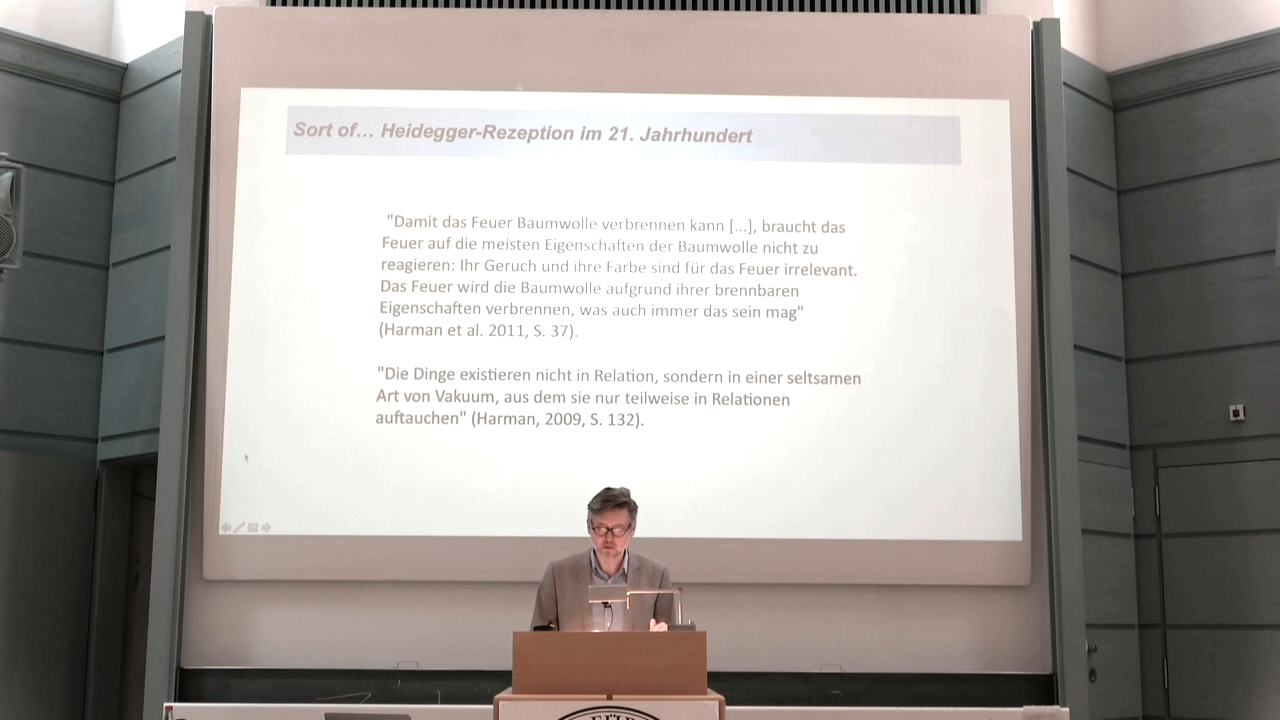 Sort of... Heidegger-Rezeption im 21. Jahrhundert
"Damit das Feuer Baumwolle verbrennen kann [...], braucht das
Feuer auf die meisten Eigenschaften der Baumwolle nicht zu
reagieren: Ihr Geruch und ihre Farbe sind für das Feuer irrelevant.
Das Feuer wird die Baumwolle aufgrund ihrer brennbaren
Eigenschaften verbrennen, was auch immer das sein mag"
(Harman et al. 2011, S. 37).
"Die Dinge existieren nicht in Relation, sondern in einer seltsamen
Art von Vakuum, aus dem sie nur teilweise in Relationen
auftauchen" (Harman, 2009, S. 132).